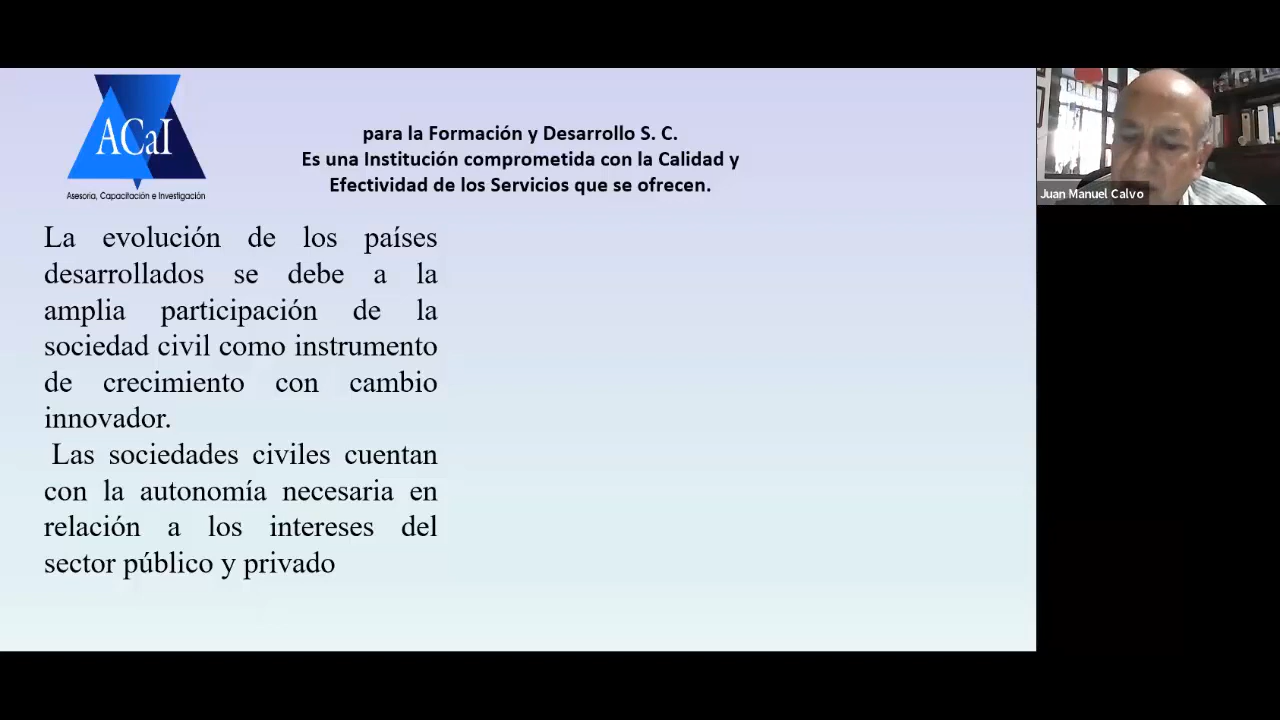 ACaI
Asesoria, Capacitación e Investigación
para la Formación y Desarrollo S. C.
Es una Institución comprometida con la Calidad y
Efectividad de los Servicios que se ofrecen.
La evolución de los países
desarrollados se debe a la
amplia participación de la
sociedad civil como instrumento
de crecimiento con cambio
innovador.
Las sociedades civiles cuentan
con la autonomía necesaria en
relación a los intereses del
sector público y privado
Juan Manuel Calvo